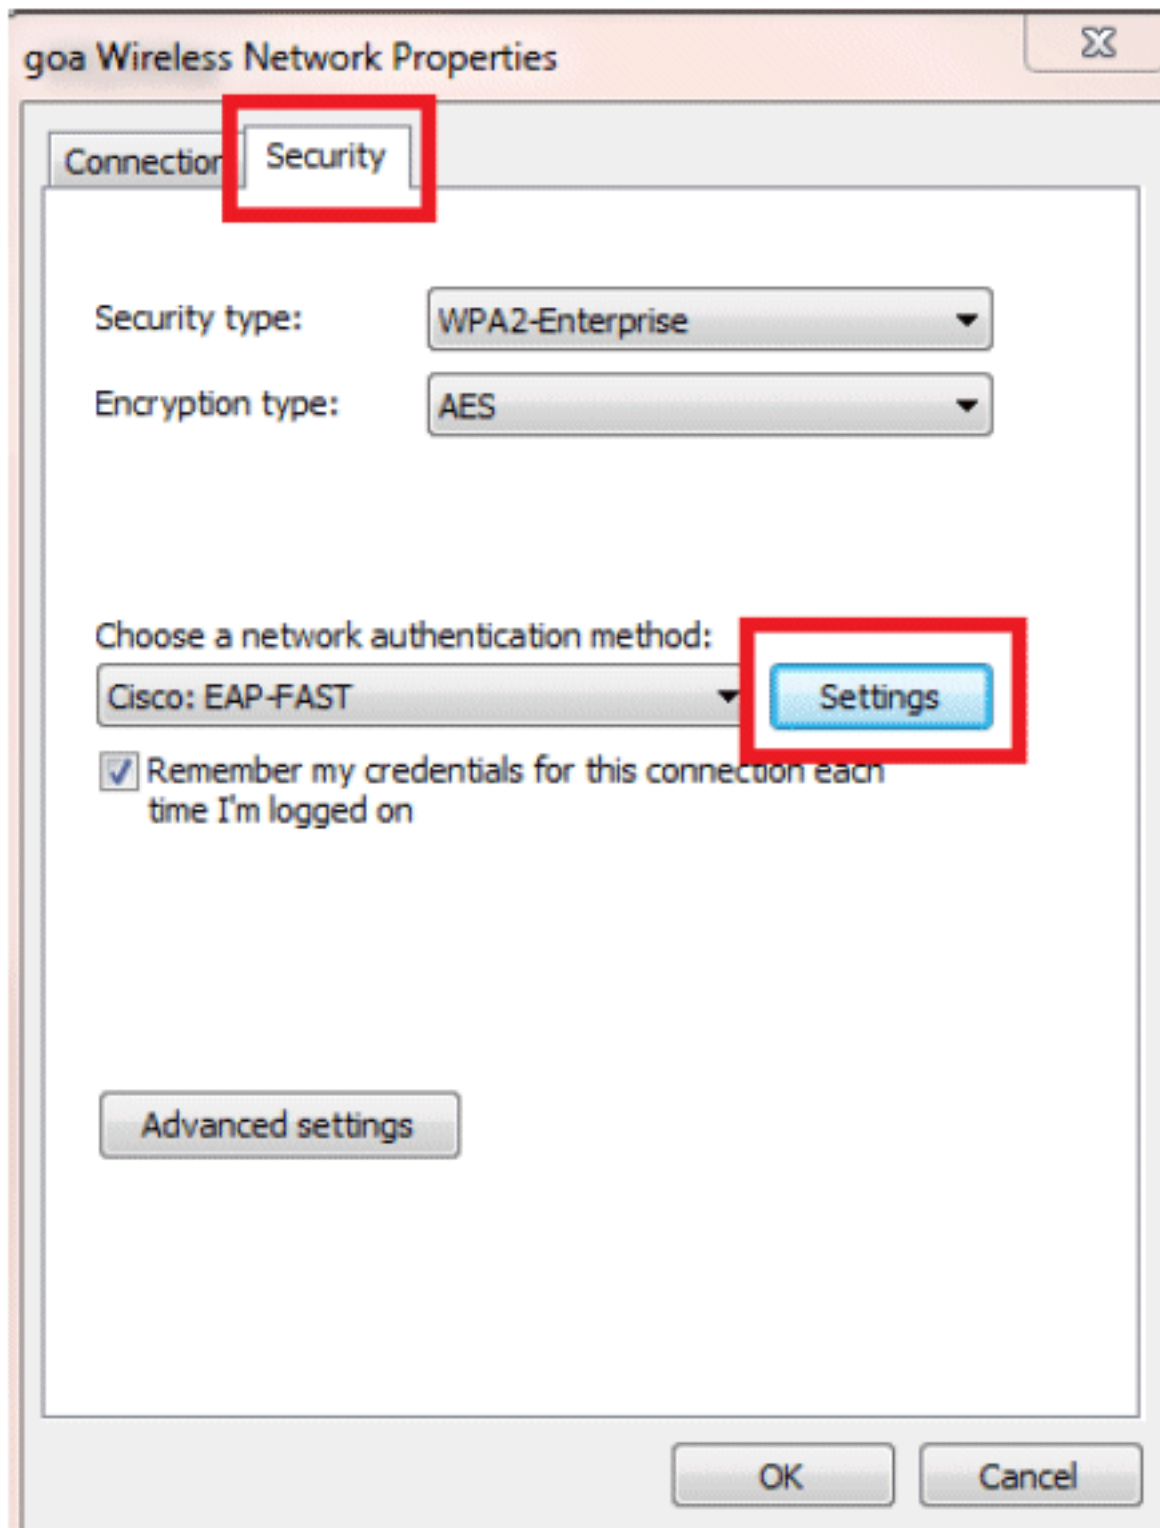 goa Wireless Network Properties
Connection Security
Security type: WPA2-Enterprise
Encryption type: AES
Choose a network authentication method:
Cisco: EAP-FAST Settings
Remember my credentials for this connection each
time I'm logged on
Advanced settings
OK Cancel